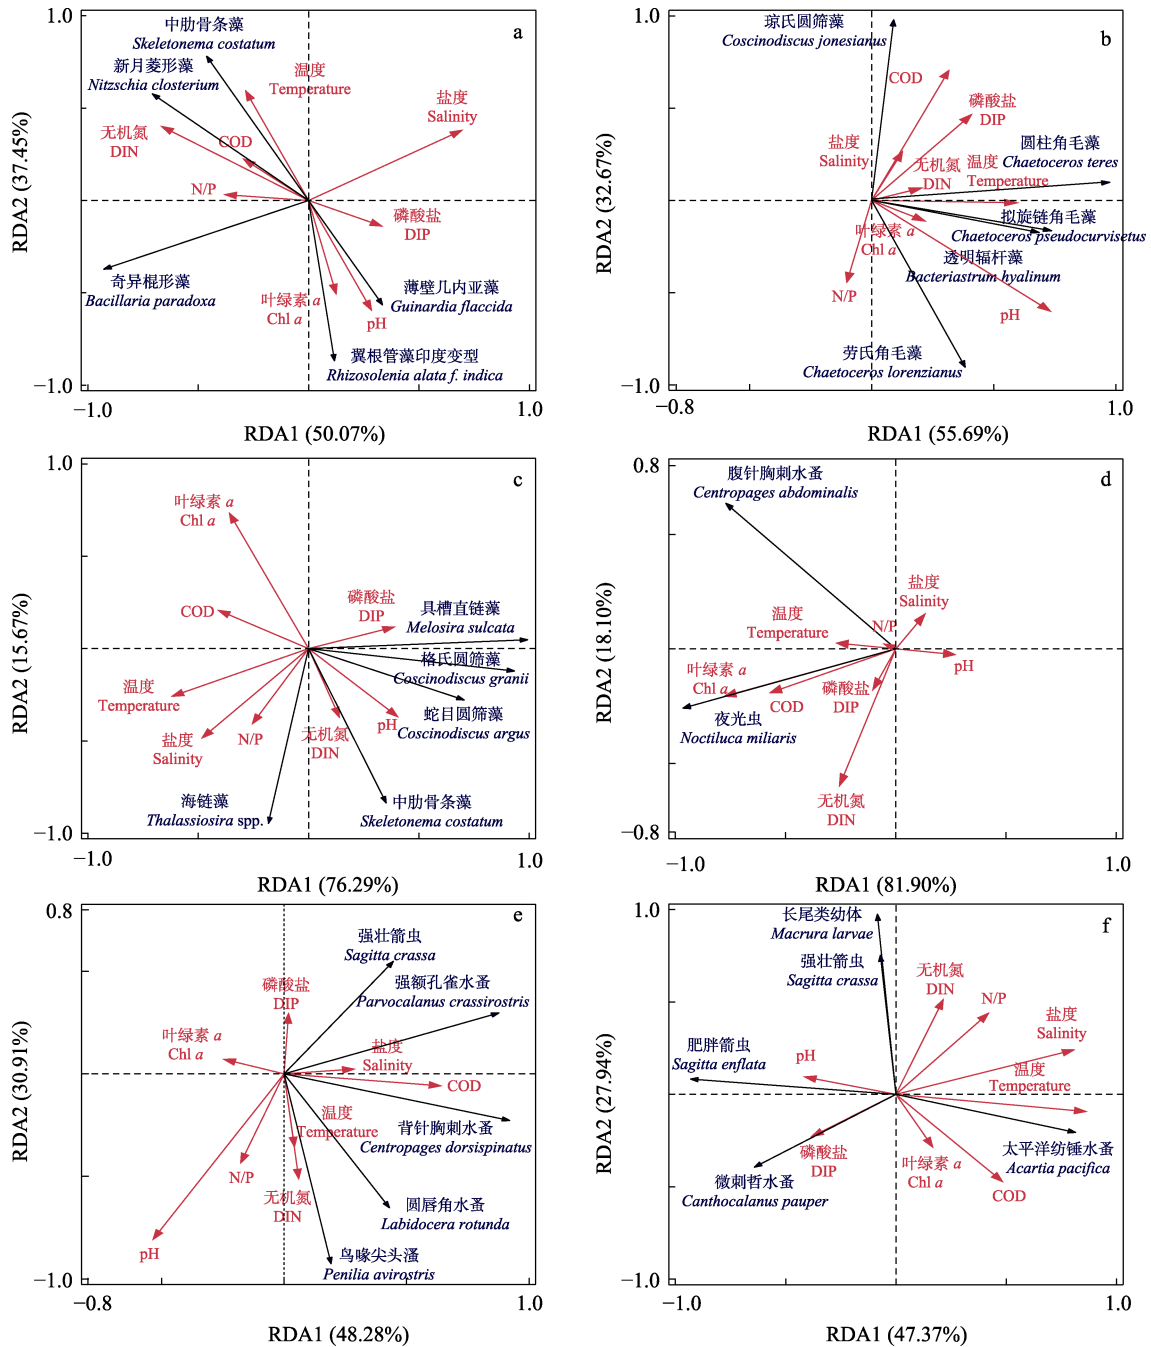 a
1.0
中肋骨条藻
Skeletonema costatum
新月菱形藻
Nitzschia closterium
温度
Temperature
盐度
Salinity
无机氮
DIN
COD
N/P
磷酸盐
DIP
奇异棍形藻
Bacillaria paradoxa
叶绿素 a
Chl a
pH
薄壁几内亚藻
Guinardia flaccida
翼根管藻印度变型
Rhizosolenia alata f. indica
−1.0
−1.0
1.0
RDA1 (50.07%)
RDA2 (37.45%)
b
1.0
琼氏圆筛藻
Coscinodiscus jonesianus
COD
磷酸盐
DIP
盐度
Salinity
无机氮
DIN
温度
Temperature
圆柱角毛藻
Chaetoceros teres
拟旋链角毛藻
Chaetoceros pseudocurvisetus
叶绿素 a
Chl a
透明辐杆藻
Bacteriastrum hyalinum
N/P
pH
劳氏角毛藻
Chaetoceros lorenzianus
−1.0
−0.8
1.0
RDA1 (55.69%)
RDA2 (32.67%)
c
1.0
叶绿素 a
Chl a
COD
磷酸盐
DIP
具槽直链藻
Melosira sulcata
格氏圆筛藻
Coscinodiscus granii
温度
Temperature
盐度
Salinity
N/P
无机氮
DIN
pH
蛇目圆筛藻
Coscinodiscus argus
海链藻
Thalassiosira spp.
中肋骨条藻
Skeletonema costatum
−1.0
−1.0
1.0
RDA1 (76.29%)
RDA2 (15.67%)
d
0.8
腹针胸刺水蚤
Centropages abdominalis
盐度
Salinity
温度
Temperature
N/P
pH
叶绿素 a
Chl a
COD
磷酸盐
DIP
夜光虫
Noctiluca miliaris
无机氮
DIN
−0.8
−1.0
1.0
RDA1 (81.90%)
RDA2 (18.10%)
e
0.8
强壮箭虫
Sagitta crassa
磷酸盐
DIP
强额孔雀水蚤
Parvocalanus crassirostris
叶绿素 a
Chl a
盐度
Salinity
COD
温度
Temperature
背针胸刺水蚤
Centropages dorsispinatus
N/P
无机氮
DIN
圆唇角水蚤
Labidocera rotunda
pH
鸟喙尖头溞
Penilia avirostris
−1.0
−0.8
1.0
RDA1 (48.28%)
RDA2 (30.91%)
f
1.0
长尾类幼体
Macrura larvae
强壮箭虫
Sagitta crassa
无机氮
DIN
N/P
盐度
Salinity
肥胖箭虫
Sagitta enflata
pH
温度
Temperature
磷酸盐
DIP
叶绿素 a
Chl a
太平洋纺锤水蚤
Acartia pacifica
微刺哲水蚤
Canthocalanus pauper
COD
−1.0
−1.0
1.0
RDA1 (47.37%)
RDA2 (27.94%)